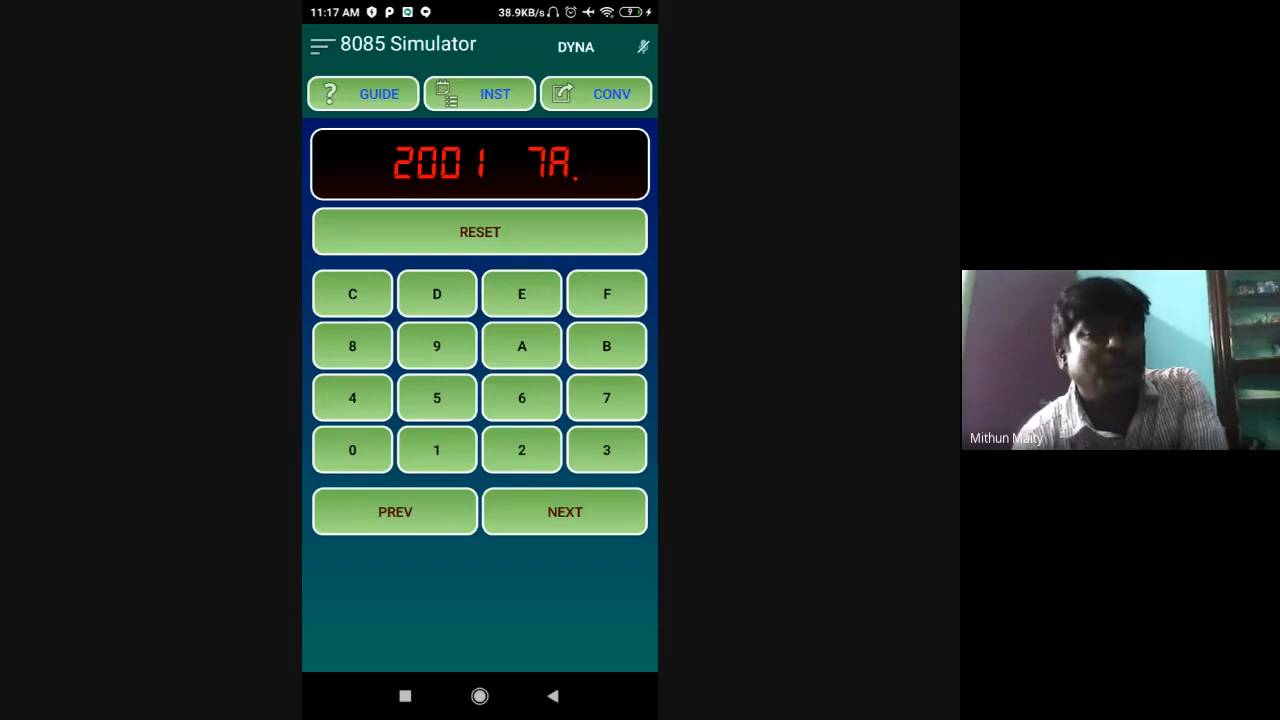 11:17 AM 38.9KB/s 9
8085 Simulator DYNA
? GUIDE INST CONV
2001 7A.
RESET
C D E F
8 9 A B
4 5 6 7
0 1 2 3
PREV NEXT
Mithun Maity